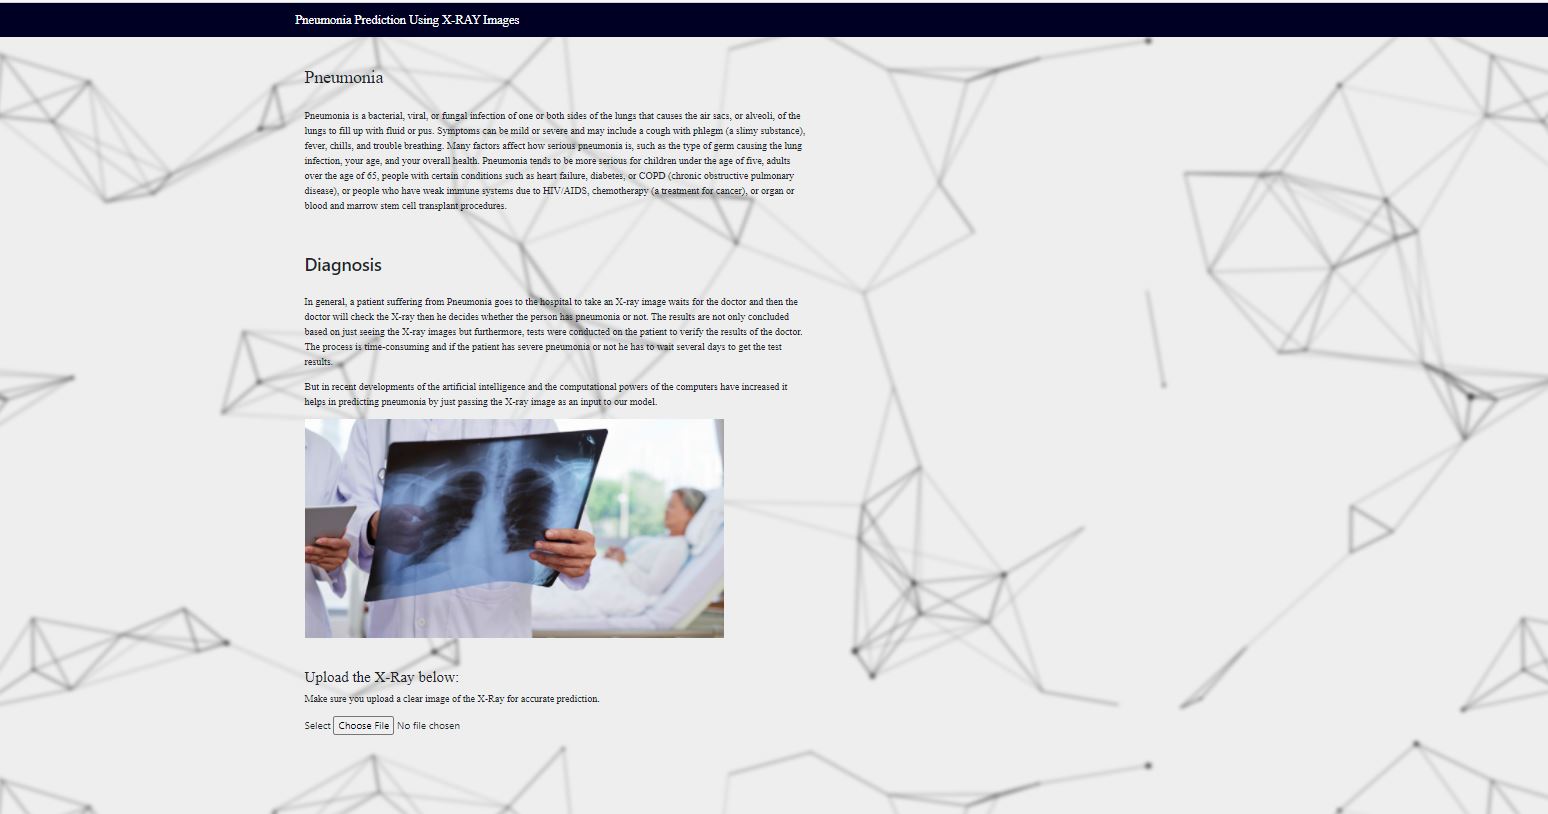 Pneumonia Prediction Using X-RAY Images
Pneumonia
Pneumonia is a bacterial, viral, or fungal infection of one or both sides of the lungs that causes the air sacs, or alveoli, of the
lungs to fill up with fluid or pus. Symptoms can be mild or severe and may include a cough with phlegm (a slimy substance),
fever, chills, and trouble breathing. Many factors affect how serious pneumonia is, such as the type of germ causing the lung
infection, your age, and your overall health. Pneumonia tends to be more serious for children under the age of five, adults
over the age of 65, people with certain conditions such as heart failure, diabetes, or COPD (chronic obstructive pulmonary
disease), or people who have weak immune systems due to HIV/AIDS, chemotherapy (a treatment for cancer), or organ or
blood and marrow stem cell transplant procedures.
Diagnosis
In general, a patient suffering from Pneumonia goes to the hospital to take an X-ray image waits for the doctor and then the
doctor will check the X-ray then he decides whether the person has pneumonia or not. The results are not only concluded
based on just seeing the X-ray images but furthermore, tests were conducted on the patient to verify the results of the doctor.
The process is time-consuming and if the patient has severe pneumonia or not he has to wait several days to get the test
results.
But in recent developments of the artificial intelligence and the computational powers of the computers have increased it
helps in predicting pneumonia by just passing the X-ray image as an input to our model.
Upload the X-Ray below:
Make sure you upload a clear image of the X-Ray for accurate prediction.
Select Choose File No file chosen